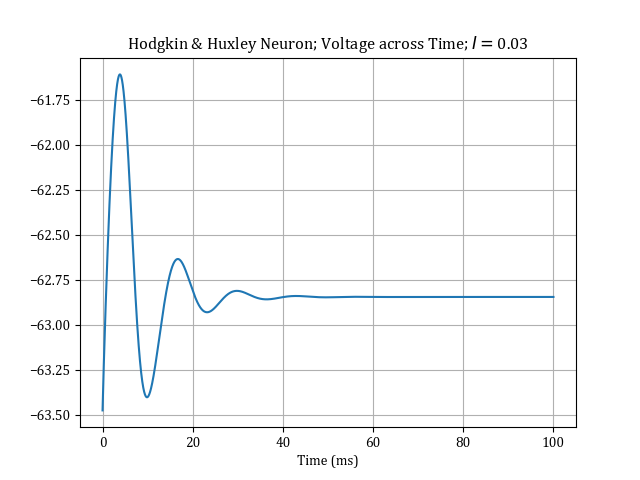 Hodgkin & Huxley Neuron; Voltage across Time; I = 0.03
−61.75
−62.00
−62.25
−62.50
−62.75
−63.00
−63.25
−63.50
0 20 40 60 80 100
Time (ms)